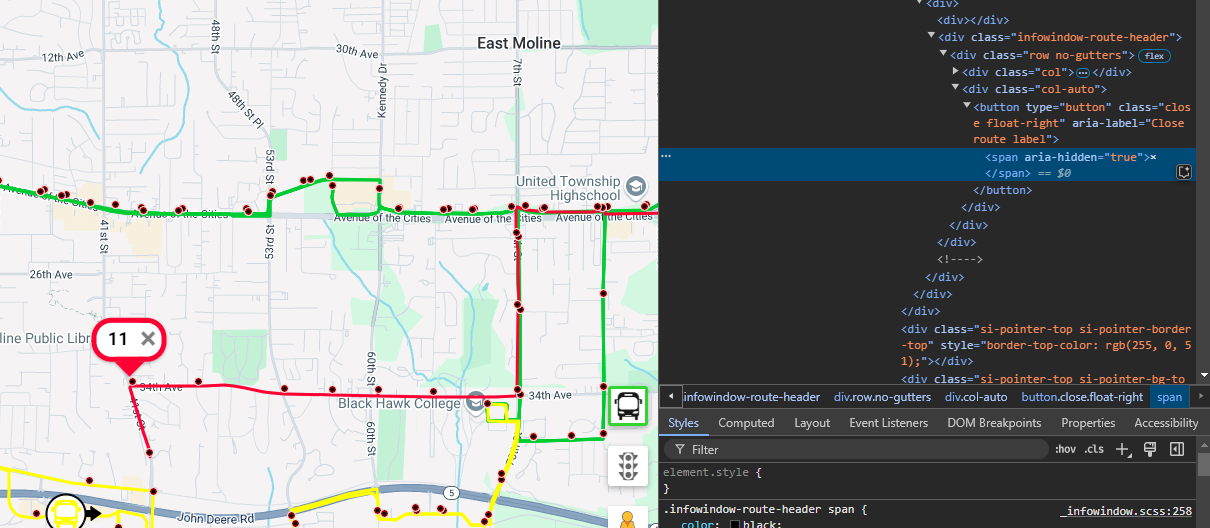 12th Ave
48th St
30th Ave
East Moline
7th St
Kennedy Dr
48th St Pl
53rd St
United Township
Highschool
Avenue of the Cities
Avenue of the Cities
Avenue of the Cities
Avenue of the Cities
Avenue of the Cities
41st St
53rd St
26th Ave
line Public Libr
11 ×
60th St
34th Ave
34th Ave
41st St
Black Hawk College
60th St
5
John Deere Rd
<div>
<div></div>
<div class="infowindow-route-header">
<div class="row no-gutters"> flex
<div class="col"> ⋯ </div>
<div class="col-auto">
<button type="button" class="clos
e float-right" aria-label="Close
route label">
⋯ <span aria-hidden="true">×
</span> == $0
</button>
</div>
</div>
</div>
<!---->
</div>
</div>
</div>
<div class="si-pointer-top si-pointer-border
-top" style="border-top-color: rgb(255, 0, 5
1);"></div>
<div class="si-pointer-top si-pointer-bg-to
infowindow-route-header div.row.no-gutters div.col-auto button.close.float-right span
Styles Computed Layout Event Listeners DOM Breakpoints Properties Accessibility
Filter :hov .cls
element.style {
}
.infowindow-route-header span { _infowindow.scss:258
color: black;